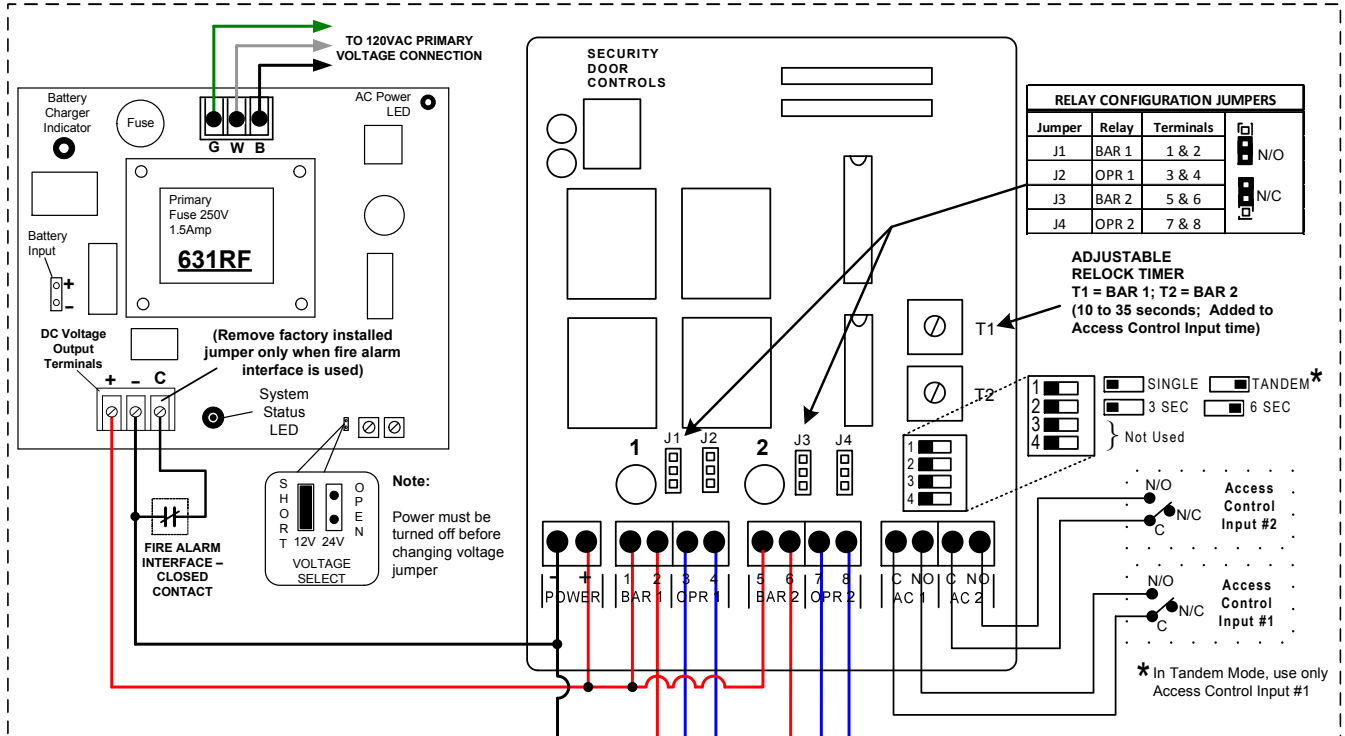 TO 120VAC PRIMARY
VOLTAGE CONNECTION
Battery
Charger
Indicator
Fuse
AC Power
LED
G W B
Primary
Fuse 250V
1.5Amp
631RF
Battery
Input
+
-
DC Voltage
Output
Terminals
(Remove factory installed
jumper only when fire alarm
interface is used)
+ - C
System
Status
LED
SHORT
OPEN
12V 24V
VOLTAGE
SELECT
Note:
Power must be
turned off before
changing voltage
jumper
FIRE ALARM
INTERFACE –
CLOSED
CONTACT
SECURITY
DOOR
CONTROLS
T1
T2
1
J1 J2
2
J3 J4
1
2
3
4
- + 1 2 3 4 5 6 7 8 C NO C NO
POWER BAR 1 OPR 1 BAR 2 OPR 2 AC 1 AC 2
RELAY CONFIGURATION JUMPERS
Jumper Relay Terminals
J1 BAR 1 1 & 2
J2 OPR 1 3 & 4
J3 BAR 2 5 & 6
J4 OPR 2 7 & 8
N/O
N/C
ADJUSTABLE
RELOCK TIMER
T1 = BAR 1; T2 = BAR 2
(10 to 35 seconds; Added to
Access Control Input time)
1
2
3
4
SINGLE TANDEM*
3 SEC 6 SEC
Not Used
N/O
N/C
C
Access
Control
Input #2
N/O
N/C
C
Access
Control
Input #1
* In Tandem Mode, use only
Access Control Input #1